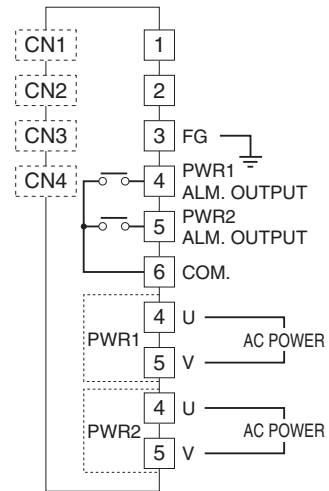 CN1
1
CN2
2
CN3
3 FG
CN4
4 PWR1
ALM. OUTPUT
5 PWR2
ALM. OUTPUT
6 COM.
PWR1
4 U
5 V
AC POWER
PWR2
4 U
5 V
AC POWER